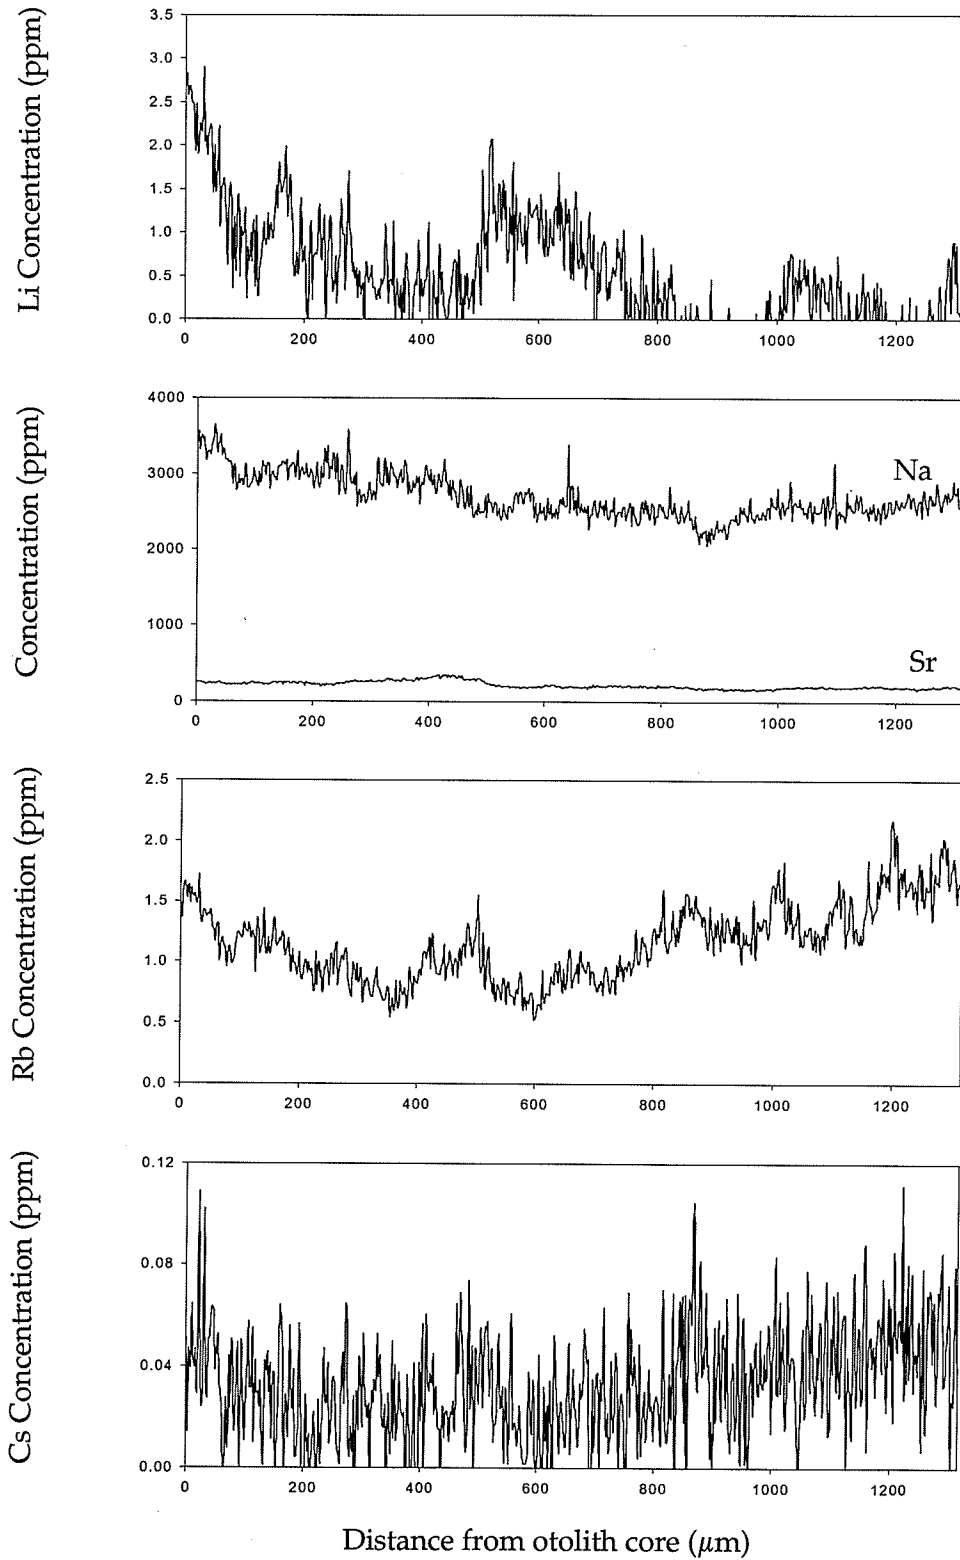 Li Concentration (ppm)
3.5
3.0
2.5
2.0
1.5
1.0
0.5
0.0
0 200 400 600 800 1000 1200
Concentration (ppm)
4000
3000
2000
1000
0
Na
Sr
0 200 400 600 800 1000 1200
Rb Concentration (ppm)
2.5
2.0
1.5
1.0
0.5
0.0
0 200 400 600 800 1000 1200
Cs Concentration (ppm)
0.12
0.08
0.04
0.00
0 200 400 600 800 1000 1200
Distance from otolith core (μm)